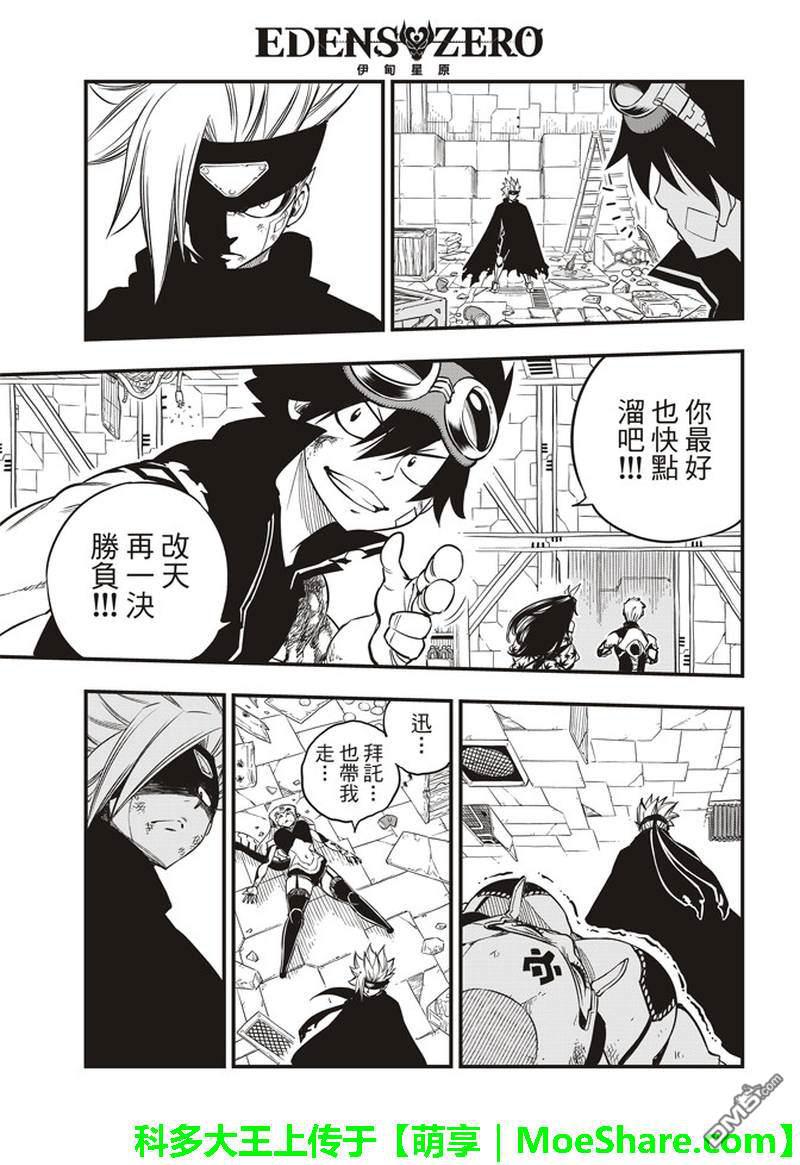 EDENS ZERO
伊甸星原
你最好
也快點
溜吧!!!
改天
再一決
勝負!!!
迅…
拜託…
也帶我
走…
DM5.com
科多大王上传于【萌享 | MoeShare.com】